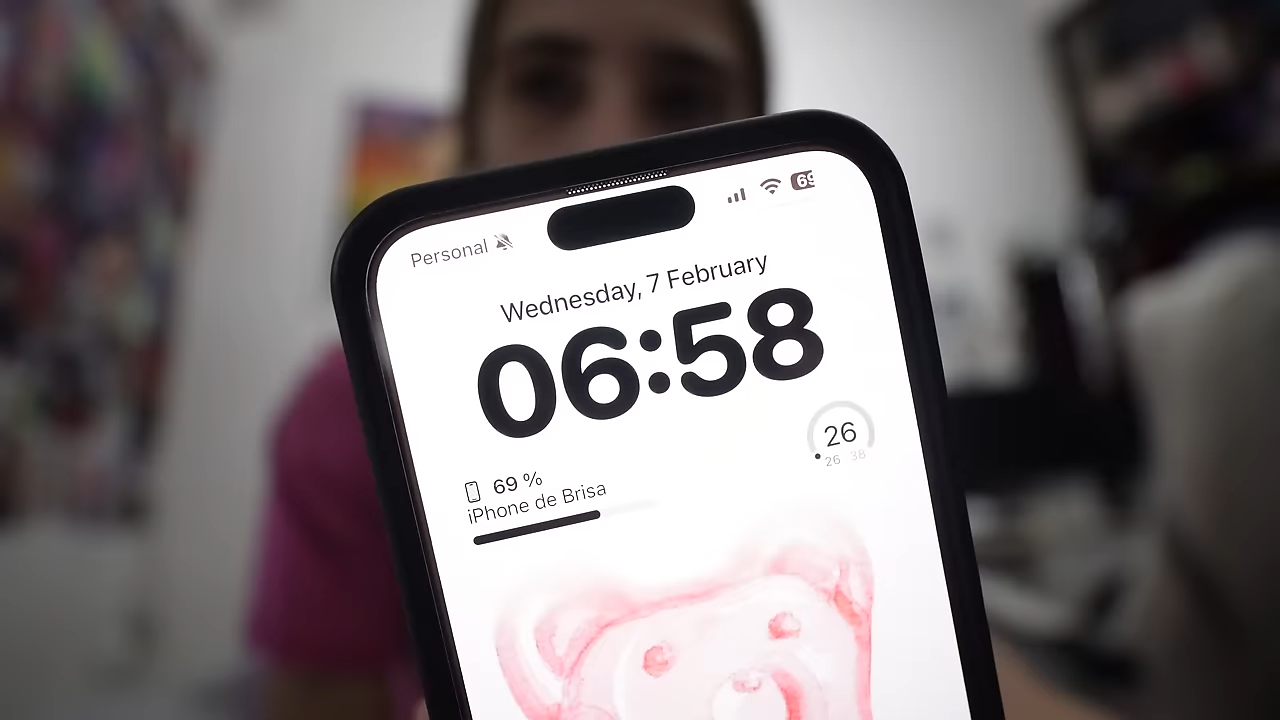 Personal
69
Wednesday, 7 February
06:58
26
26 38
69 %
iPhone de Brisa